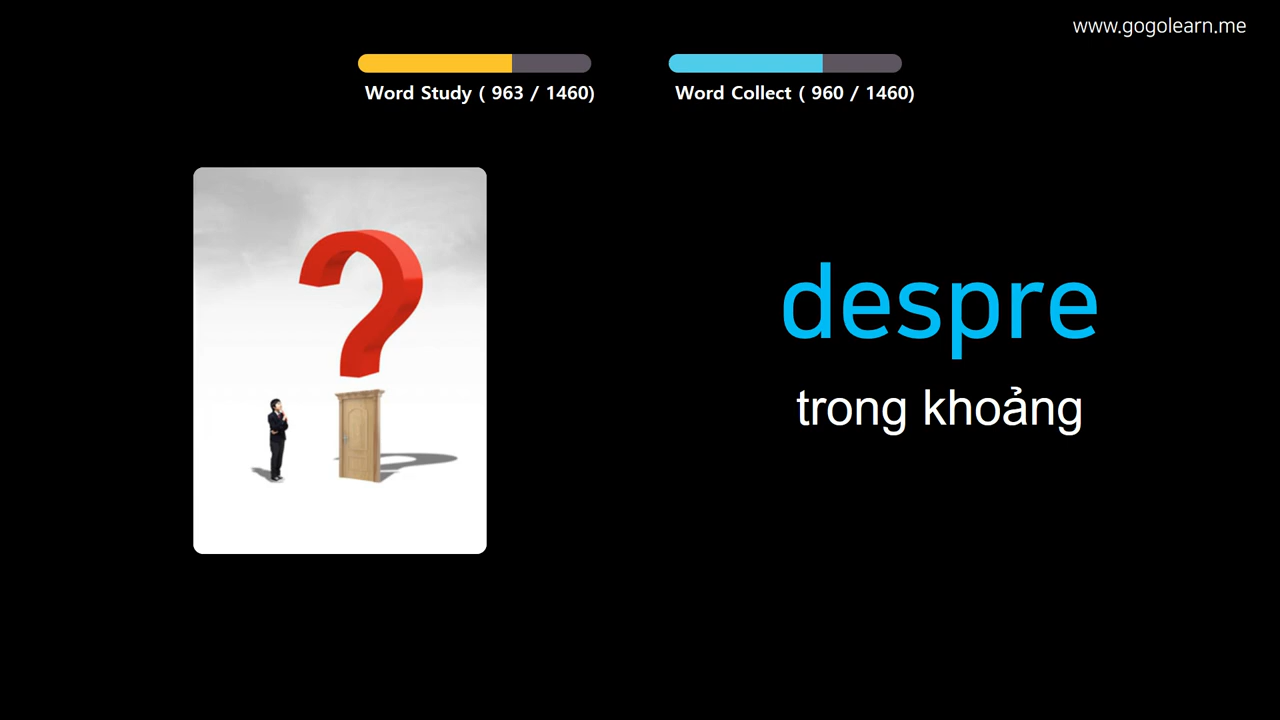 www.gogolearn.me
Word Study ( 963 / 1460)
Word Collect ( 960 / 1460)
despre
trong khoảng